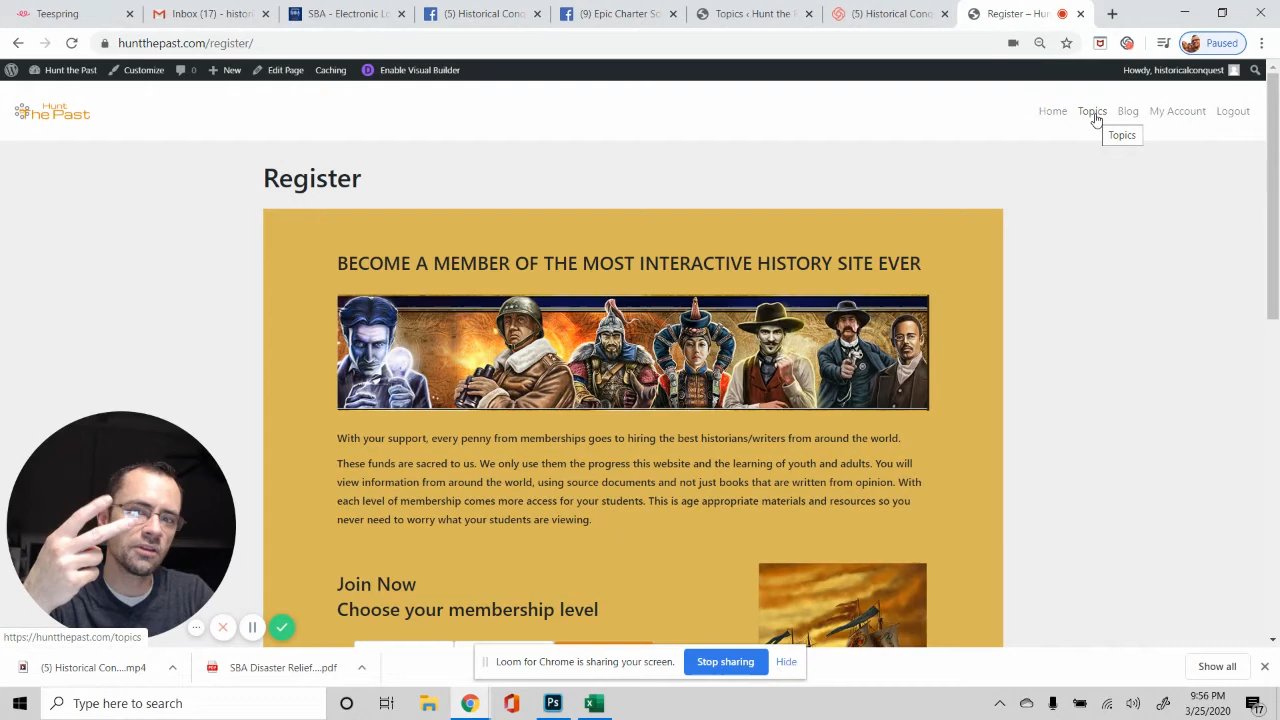 Teespring
Inbox (17) - histori
SBA - Electronic Lo
(5) Historical Conq
(9) Epic Charter Sc
Topics ‹ Hunt the P
(5) Historical Conq
Register – Hun
hunthepast.com/register/
Paused
Hunt the Past
Customize
0
New
Edit Page
Caching
Enable Visual Builder
Howdy, historicalconquest
Hunt
The Past
Home
Topics
Blog
My Account
Logout
Topics
Register
BECOME A MEMBER OF THE MOST INTERACTIVE HISTORY SITE EVER
With your support, every penny from memberships goes to hiring the best historians/writers from around the world.
These funds are sacred to us. We only use them the progress this website and the learning of youth and adults. You will
view information from around the world, using source documents and not just books that are written from opinion. With
each level of membership comes more access for your students. This is age appropriate materials and resources so you
never need to worry what your students are viewing.
Join Now
Choose your membership level
https://huntthepast.com/topics
Loom for Chrome is sharing your screen.
Stop sharing
Hide
(5) Historical Con....mp4
SBA Disaster Relief....pdf
Show all
Type here to search
9:56 PM
3/25/2020
17